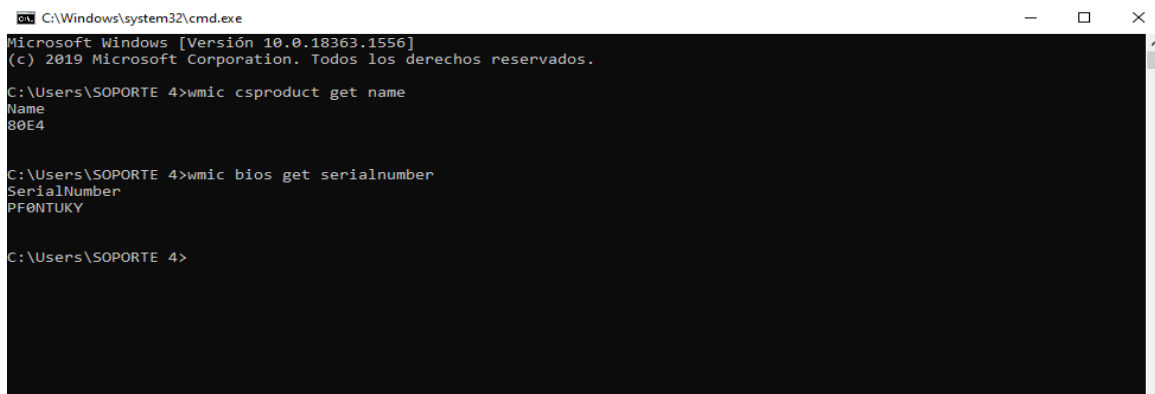 C:\Windows\system32\cmd.exe
Microsoft Windows [Versión 10.0.18363.1556]
(c) 2019 Microsoft Corporation. Todos los derechos reservados.
C:\Users\SOPORTE 4>wmic csproduct get name
Name
80E4
C:\Users\SOPORTE 4>wmic bios get serialnumber
SerialNumber
PF0NTUKY
C:\Users\SOPORTE 4>